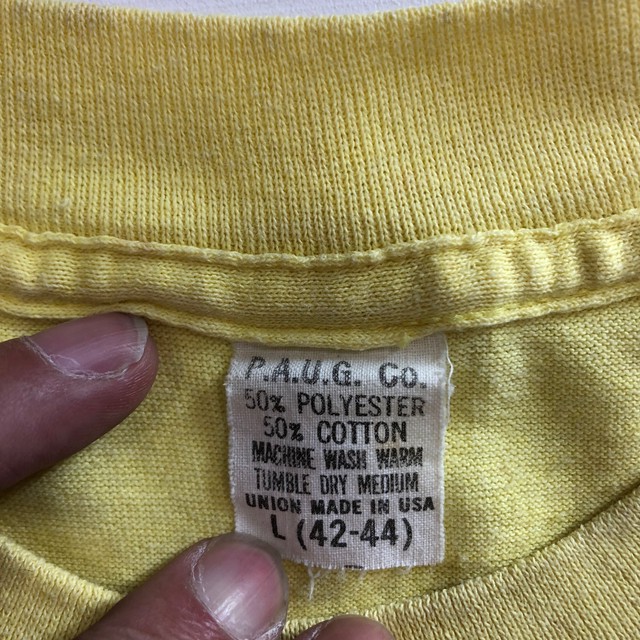 P.A.U.G. Co.
50% POLYESTER
50% COTTON
MACHINE WASH WARM
TUMBLE DRY MEDIUM
UNION MADE IN USA
L (42-44)